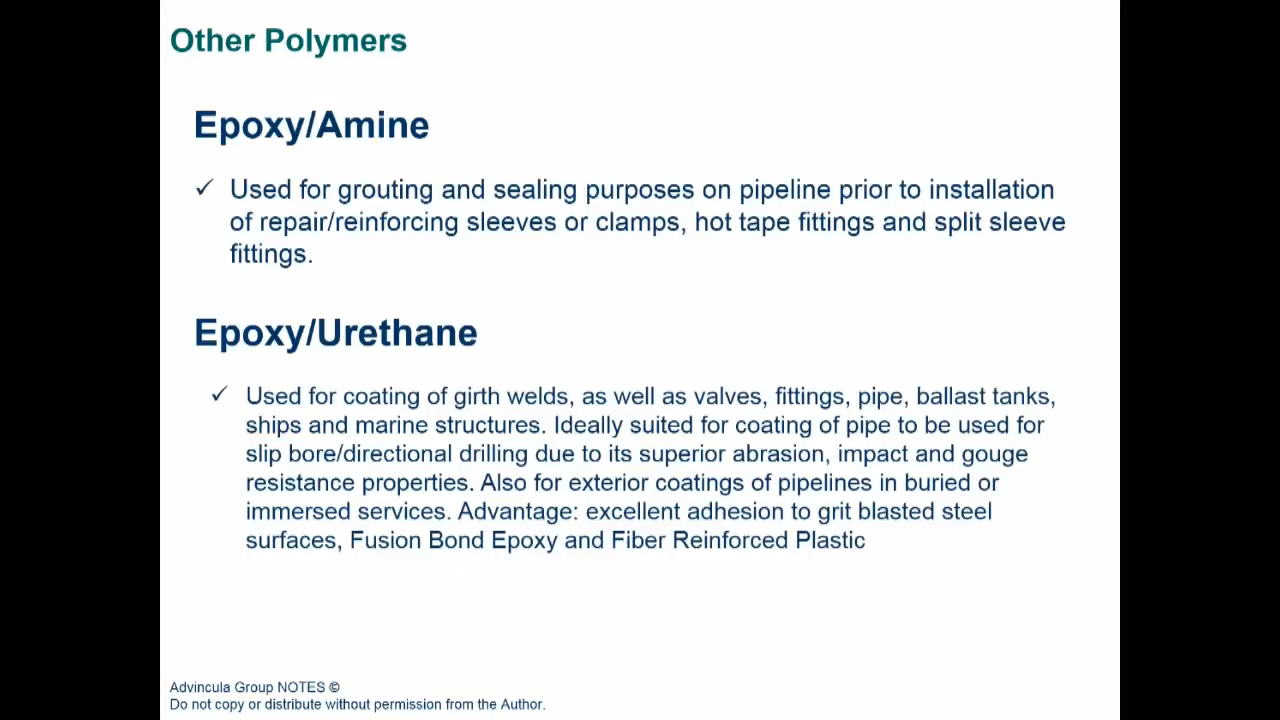 Other Polymers
Epoxy/Amine
✓ Used for grouting and sealing purposes on pipeline prior to installation
of repair/reinforcing sleeves or clamps, hot tape fittings and split sleeve
fittings.
Epoxy/Urethane
✓ Used for coating of girth welds, as well as valves, fittings, pipe, ballast tanks,
ships and marine structures. Ideally suited for coating of pipe to be used for
slip bore/directional drilling due to its superior abrasion, impact and gouge
resistance properties. Also for exterior coatings of pipelines in buried or
immersed services. Advantage: excellent adhesion to grit blasted steel
surfaces, Fusion Bond Epoxy and Fiber Reinforced Plastic
Advincula Group NOTES ©
Do not copy or distribute without permission from the Author.